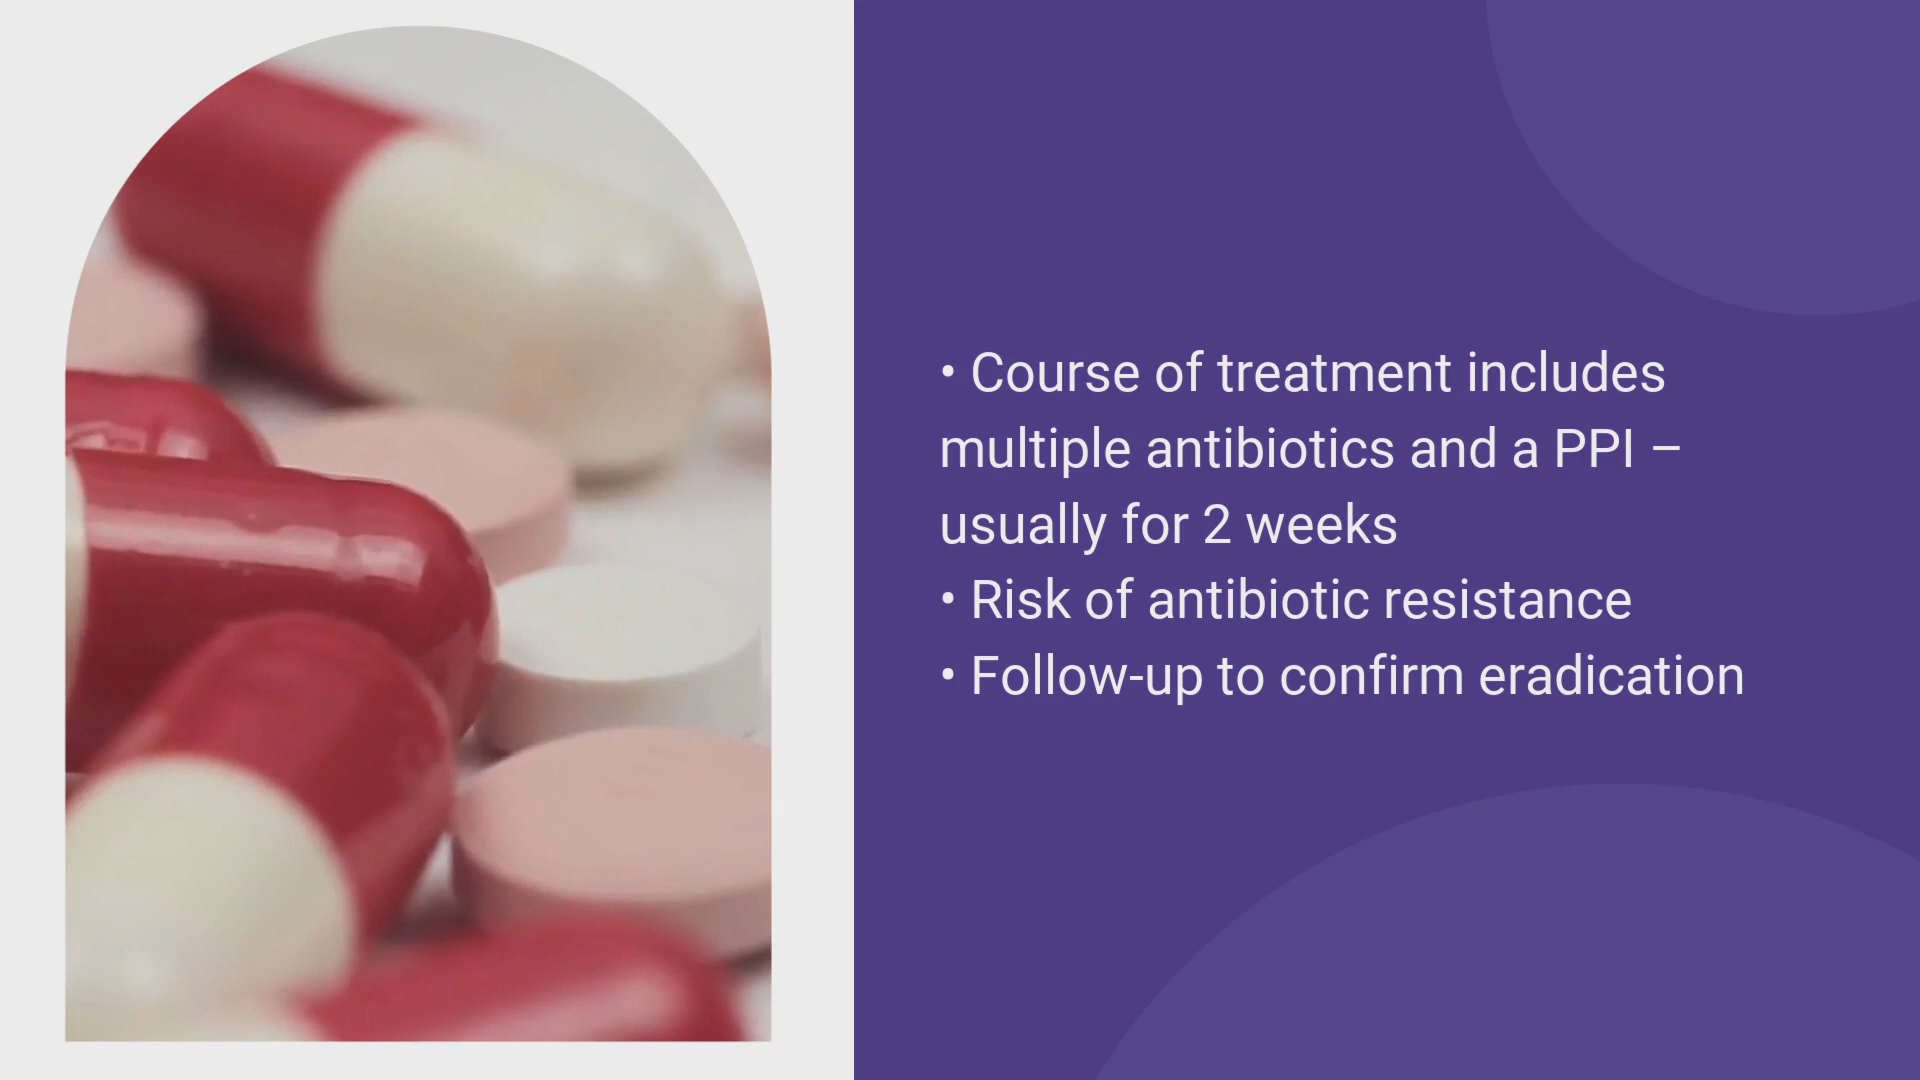 • Course of treatment includes
multiple antibiotics and a PPI –
usually for 2 weeks
• Risk of antibiotic resistance
• Follow-up to confirm eradication